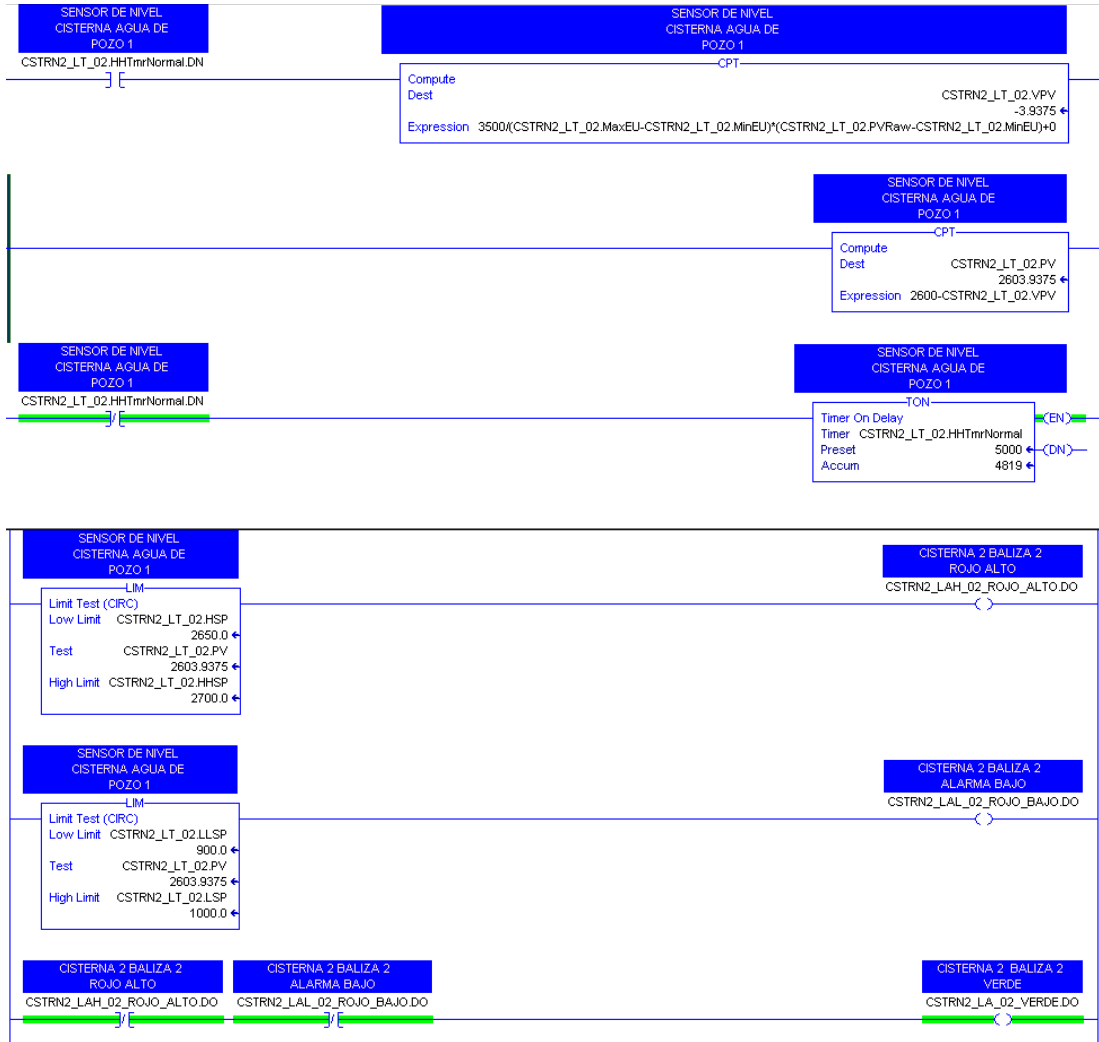 SENSOR DE NIVEL
CISTERNA AGUA DE
POZO 1
CSTRN2_LT_02.HHTmrNormal.DN
SENSOR DE NIVEL
CISTERNA AGUA DE
POZO 1
CPT
Compute
Dest CSTRN2_LT_02.VPV
-3.9375
Expression 3500/(CSTRN2_LT_02.MaxEU-CSTRN2_LT_02.MinEU)*(CSTRN2_LT_02.PVRaw-CSTRN2_LT_02.MinEU)+0
SENSOR DE NIVEL
CISTERNA AGUA DE
POZO 1
CPT
Compute
Dest CSTRN2_LT_02.PV
2603.9375
Expression 2600-CSTRN2_LT_02.VPV
SENSOR DE NIVEL
CISTERNA AGUA DE
POZO 1
CSTRN2_LT_02.HHTmrNormal.DN
SENSOR DE NIVEL
CISTERNA AGUA DE
POZO 1
TON
Timer On Delay
Timer CSTRN2_LT_02.HHTmrNormal
Preset 5000
Accum 4819
EN
DN
SENSOR DE NIVEL
CISTERNA AGUA DE
POZO 1
LIM
Limit Test (CIRC)
Low Limit CSTRN2_LT_02.HSP
2650.0
Test CSTRN2_LT_02.PV
2603.9375
High Limit CSTRN2_LT_02.HHSP
2700.0
CISTERNA 2 BALIZA 2
ROJO ALTO
CSTRN2_LAH_02_ROJO_ALTO.DO
SENSOR DE NIVEL
CISTERNA AGUA DE
POZO 1
LIM
Limit Test (CIRC)
Low Limit CSTRN2_LT_02.LLSP
900.0
Test CSTRN2_LT_02.PV
2603.9375
High Limit CSTRN2_LT_02.LSP
1000.0
CISTERNA 2 BALIZA 2
ALARMA BAJO
CSTRN2_LAL_02_ROJO_BAJO.DO
CISTERNA 2 BALIZA 2
ROJO ALTO
CSTRN2_LAH_02_ROJO_ALTO.DO
CISTERNA 2 BALIZA 2
ALARMA BAJO
CSTRN2_LAL_02_ROJO_BAJO.DO
CISTERNA 2 BALIZA 2
VERDE
CSTRN2_LA_02_VERDE.DO